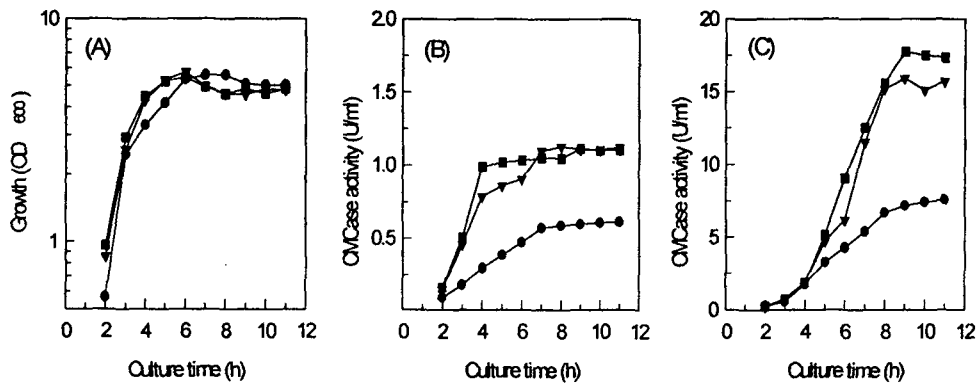 (A)
10
1
Growth (OD 600)
0 2 4 6 8 10 12
Culture time (h)
(B)
2.0
1.5
1.0
0.5
CMCase activity (U/ml)
0 2 4 6 8 10 12
Culture time (h)
(C)
20
15
10
5
0
CMCase activity (U/ml)
0 2 4 6 8 10 12
Culture time (h)